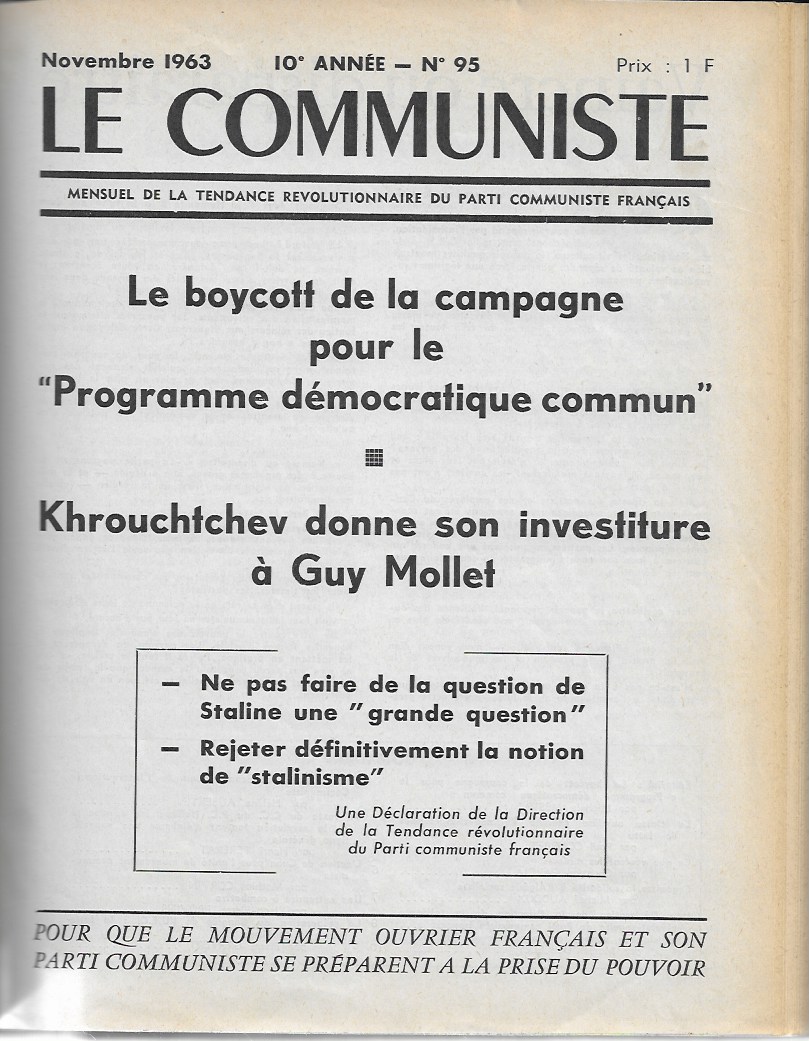 Novembre 1963 10e ANNÉE — N° 95 Prix : 1 F
LE COMMUNISTE
MENSUEL DE LA TENDANCE REVOLUTIONNAIRE DU PARTI COMMUNISTE FRANÇAIS
Le boycott de la campagne
pour le
"Programme démocratique commun"
Khrouchtchev donne son investiture
à Guy Mollet
— Ne pas faire de la question de
Staline une "grande question"
— Rejeter définitivement la notion
de "stalinisme"
Une Déclaration de la Direction
de la Tendance révolutionnaire
du Parti communiste français
POUR QUE LE MOUVEMENT OUVRIER FRANÇAIS ET SON
PARTI COMMUNISTE SE PRÉPARENT A LA PRISE DU POUVOIR